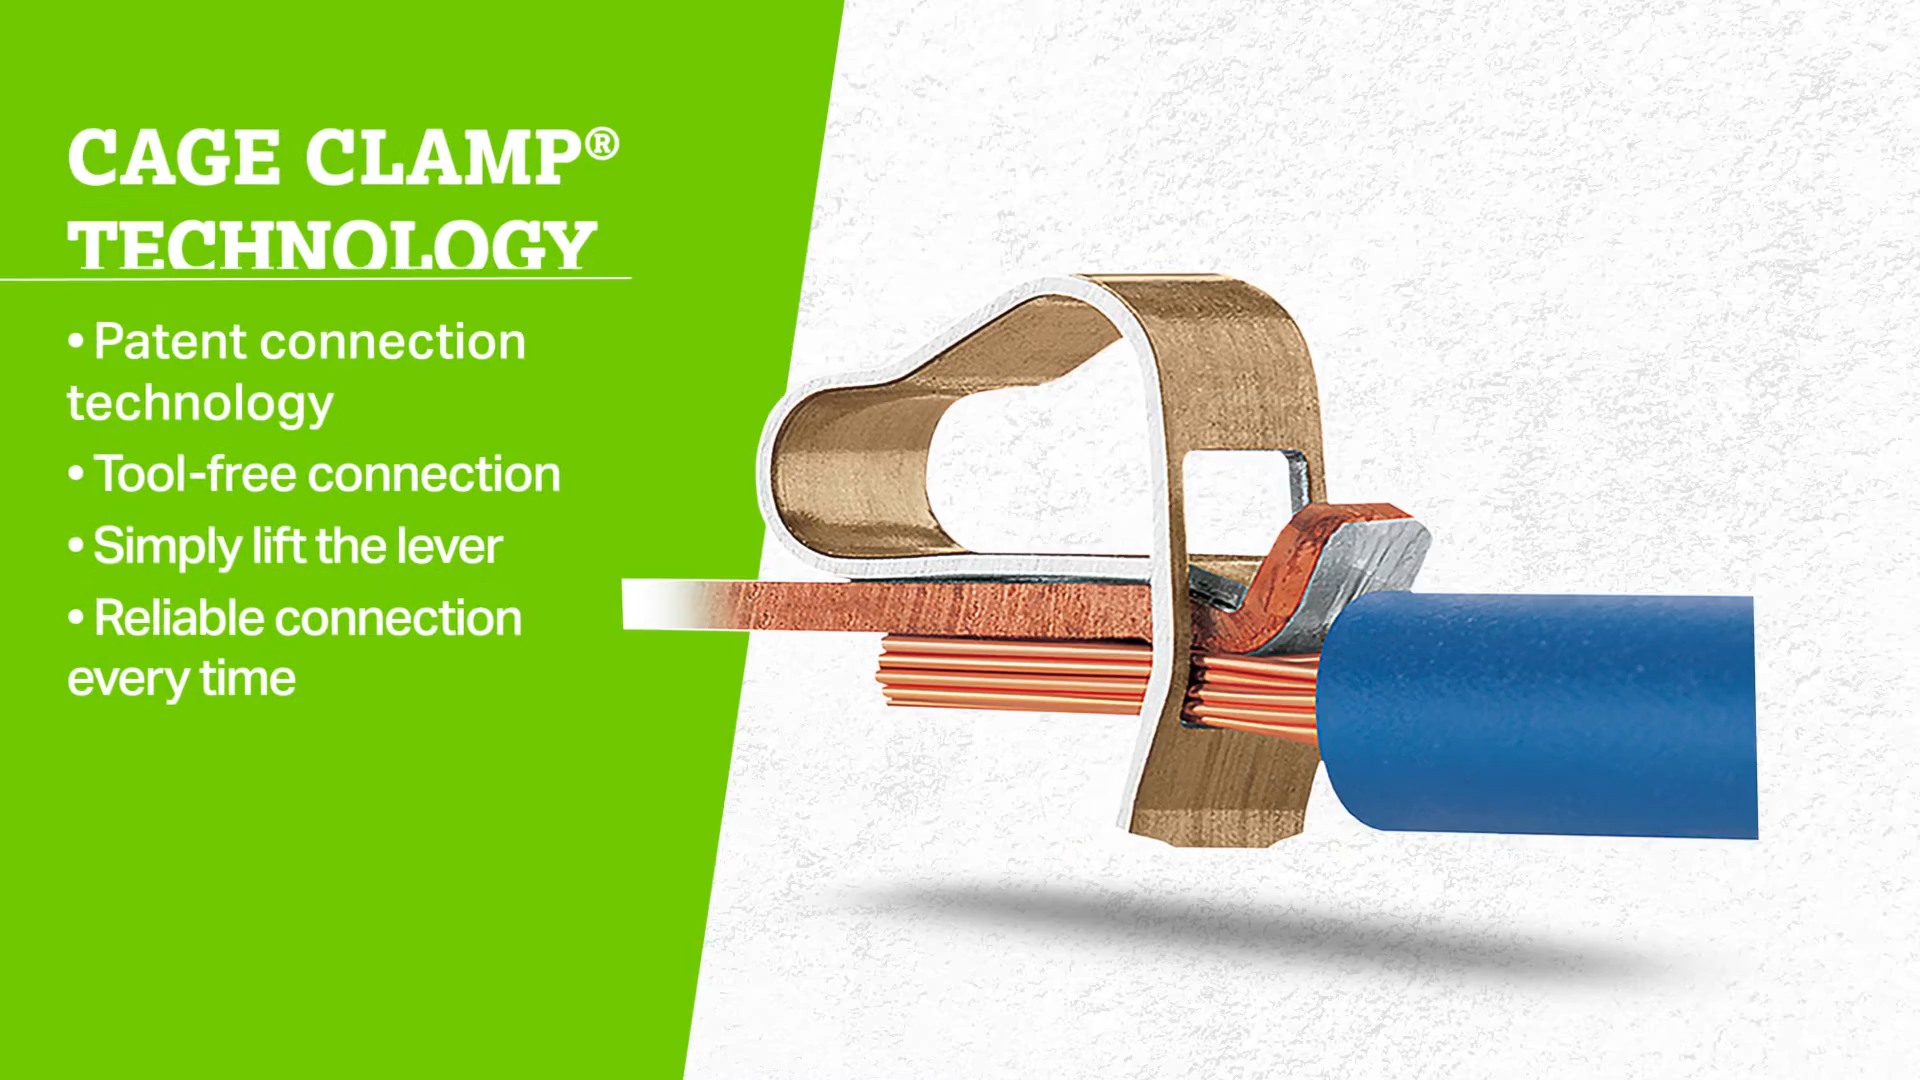 CAGE CLAMP®
TECHNOLOGY
• Patent connection
technology
• Tool-free connection
• Simply lift the lever
• Reliable connection
every time